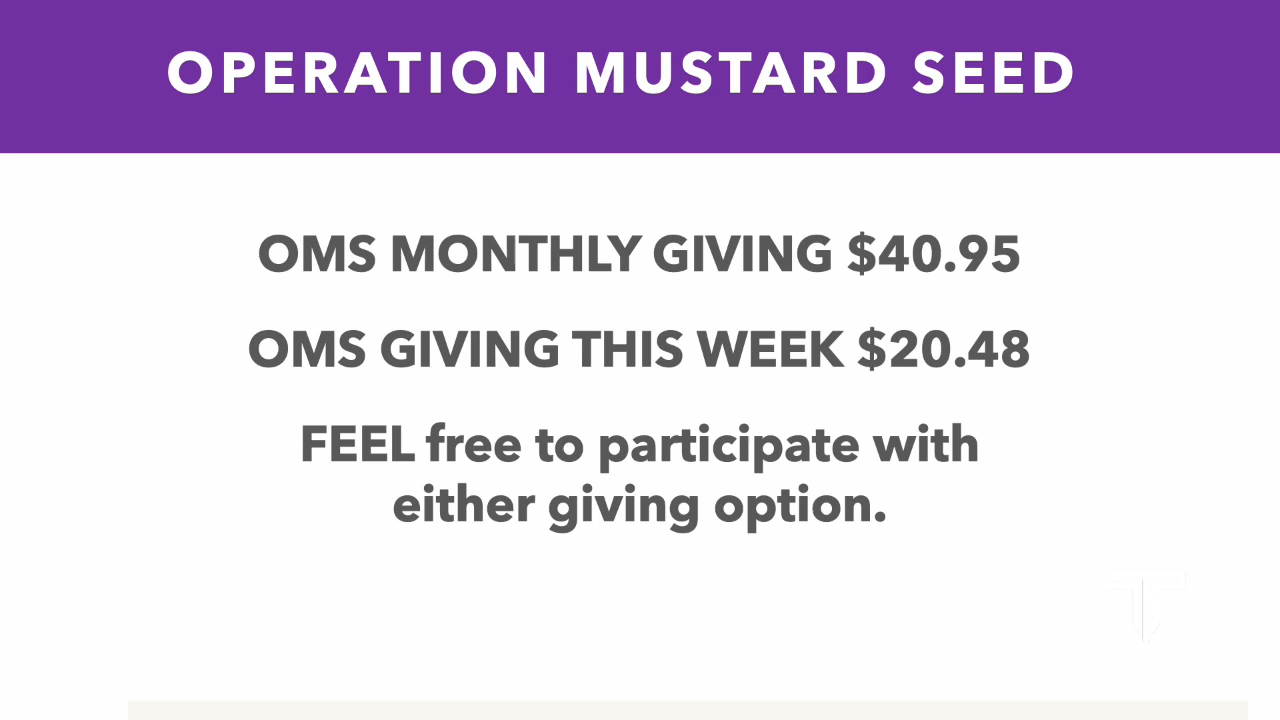 OPERATION MUSTARD SEED
OMS MONTHLY GIVING $40.95
OMS GIVING THIS WEEK $20.48
FEEL free to participate with
either giving option.